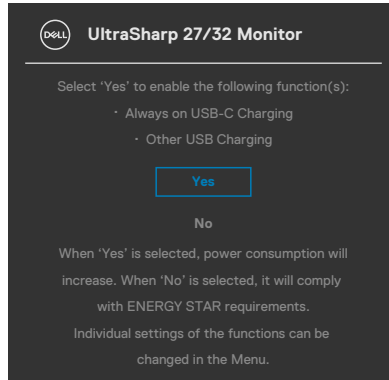 DELL
UltraSharp 27/32 Monitor
Select ‘Yes’ to enable the following function(s):
· Always on USB-C Charging
· Other USB Charging
Yes
No
When ‘Yes’ is selected, power consumption will
increase. When ‘No’ is selected, it will comply
with ENERGY STAR requirements.
Individual settings of the functions can be
changed in the Menu.